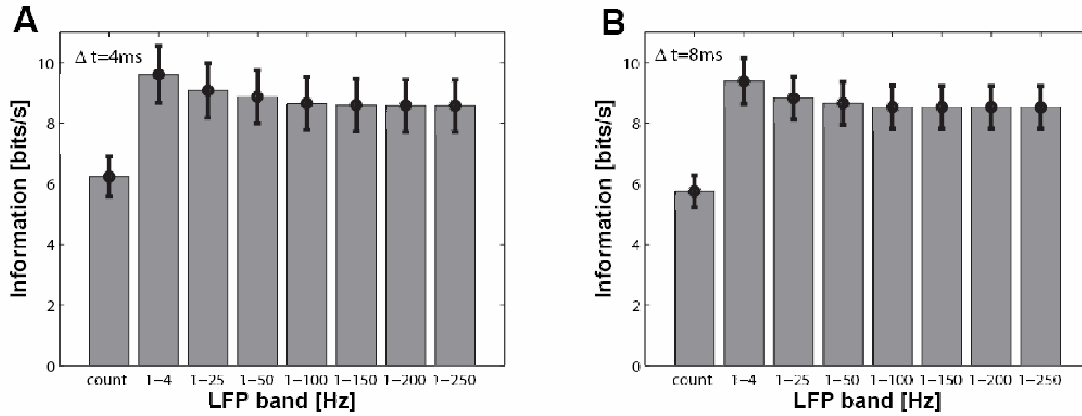 A
Δ t=4ms
Information [bits/s]
10
8
6
4
2
0
count 1−4 1−25 1−50 1−100 1−150 1−200 1−250
LFP band [Hz]
B
Δ t=8ms
Information [bits/s]
10
8
6
4
2
0
count 1−4 1−25 1−50 1−100 1−150 1−200 1−250
LFP band [Hz]